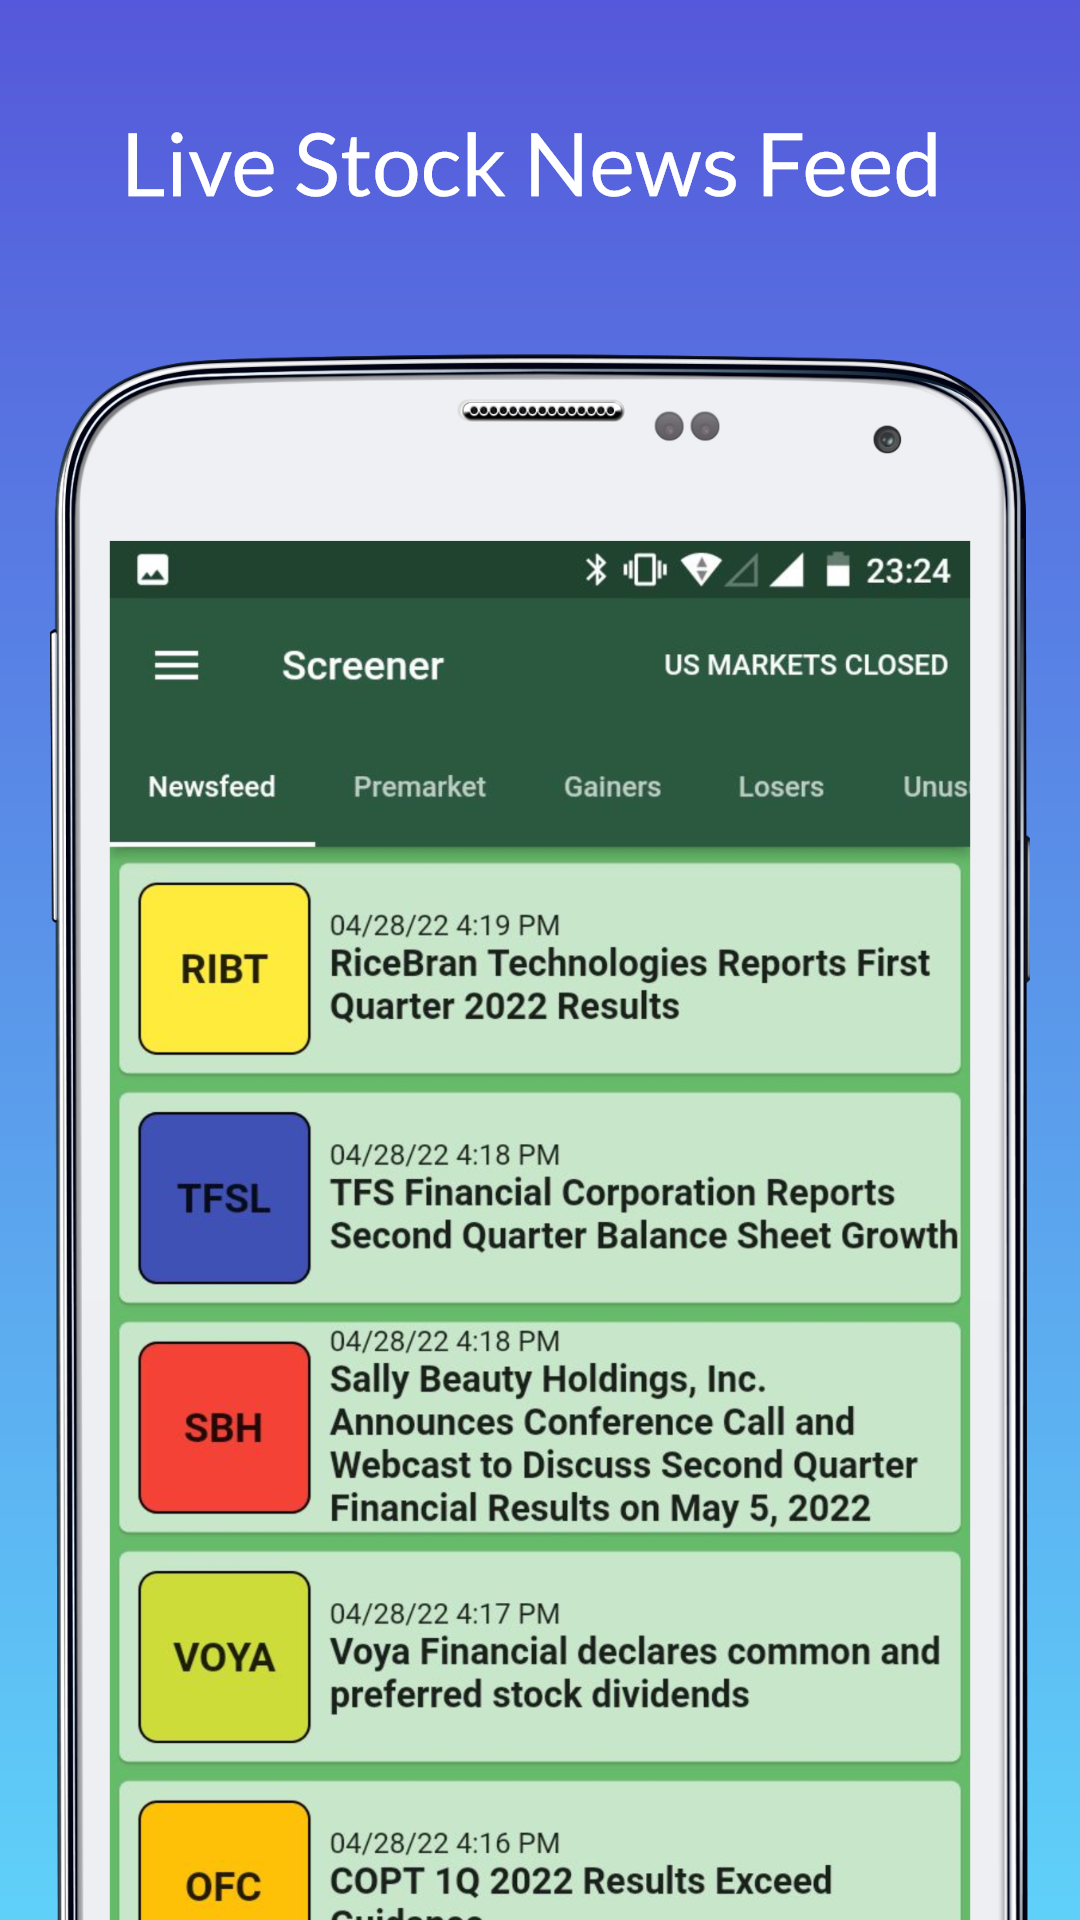 Live Stock News Feed
23:24
Screener
US MARKETS CLOSED
Newsfeed Premarket Gainers Losers
RIBT
04/28/22 4:19 PM
RiceBran Technologies Reports First
Quarter 2022 Results
TFSL
04/28/22 4:18 PM
TFS Financial Corporation Reports
Second Quarter Balance Sheet Growth
SBH
04/28/22 4:18 PM
Sally Beauty Holdings, Inc.
Announces Conference Call and
Webcast to Discuss Second Quarter
Financial Results on May 5, 2022
VOYA
04/28/22 4:17 PM
Voya Financial declares common and
preferred stock dividends
OFC
04/28/22 4:16 PM
COPT 1Q 2022 Results Exceed